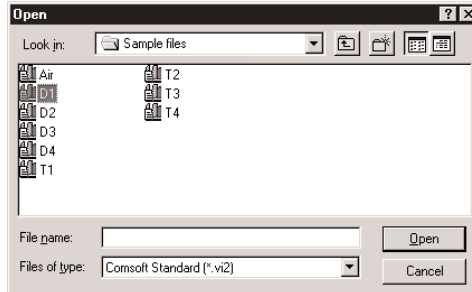 Open
Look in: Sample files
Air T2
D1 T3
D2 T4
D3
D4
T1
File name: Open
Files of type: Comsoft Standard (*.vi2) Cancel